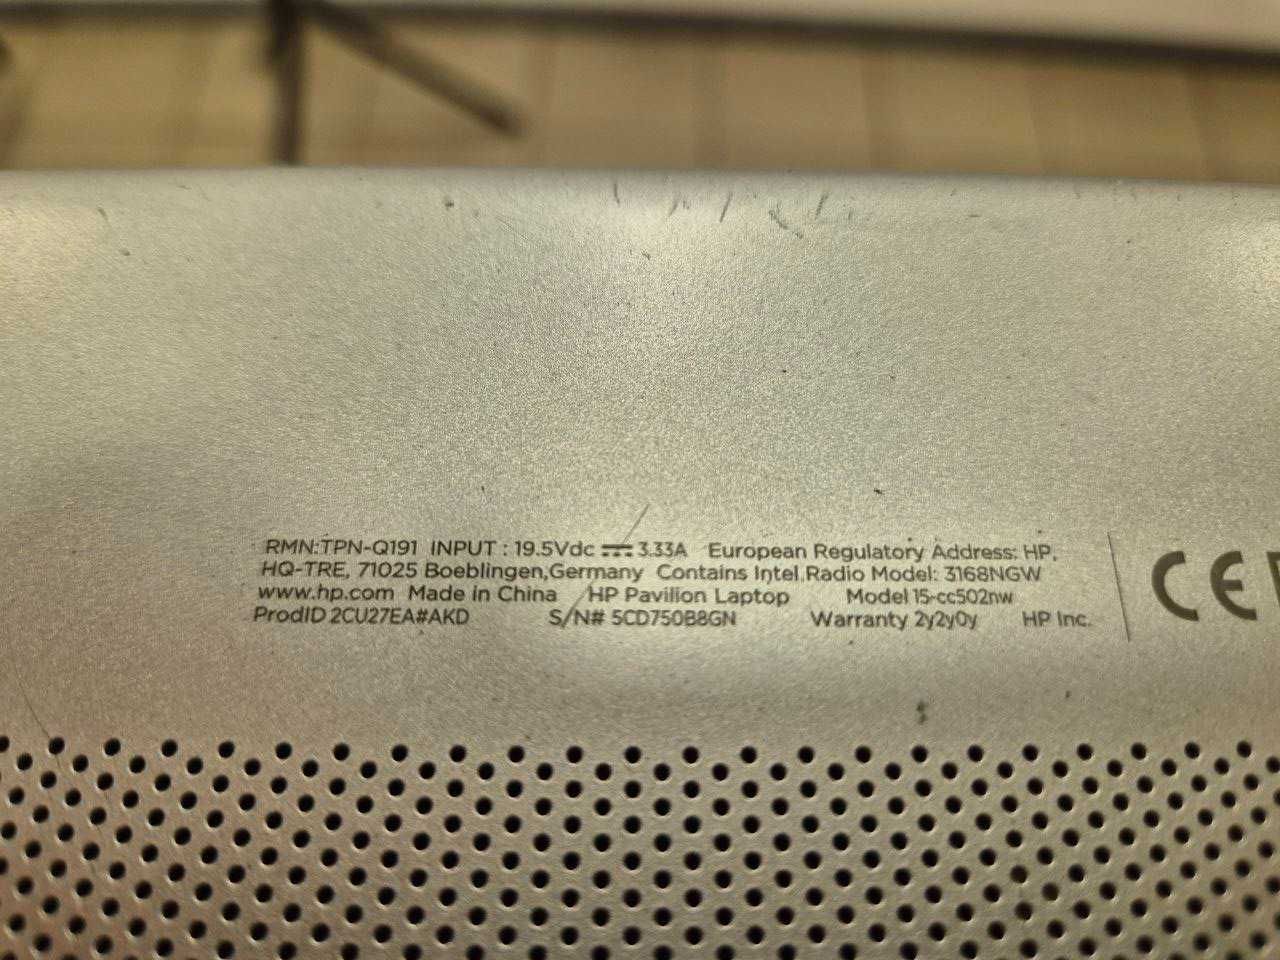 RMN:TPN-Q191 INPUT : 19.5Vdc ⎓ 3.33A European Regulatory Address: HP,
HQ-TRE, 71025 Boeblingen,Germany Contains Intel Radio Model: 3168NGW
www.hp.com Made in China HP Pavilion Laptop Model 15-cc502nw
ProdID 2CU27EA#AKD S/N# 5CD750B8GN Warranty 2y2y0y HP Inc.
CE